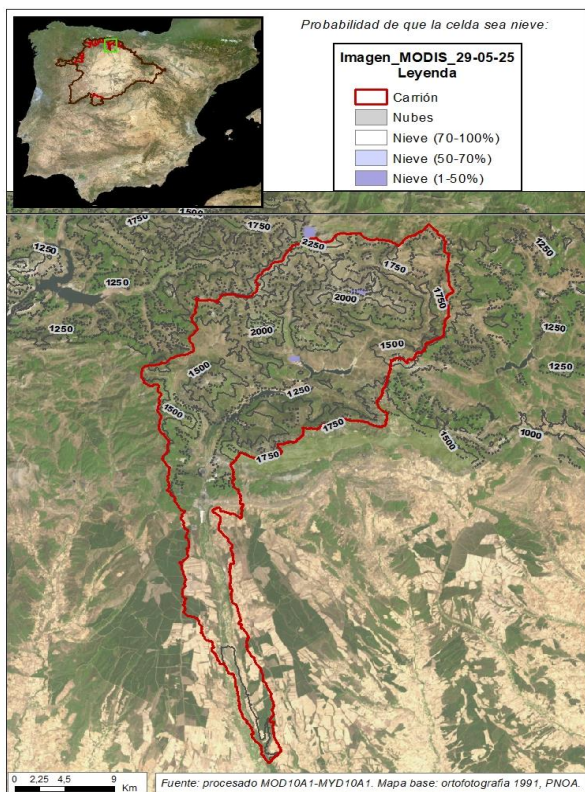 Probabilidad de que la celda sea nieve:
Imagen_MODIS_29-05-25
Leyenda
Carrión
Nubes
Nieve (70-100%)
Nieve (50-70%)
Nieve (1-50%)
1750
1500
1750
1250
2250
1250
1250
1750
1250
2000
1750
1250
2000
1500
1250
1500
1250
1250
1500
1750
1000
1500
1750
0 2,25 4,5 9
Km
Fuente: procesado MOD10A1-MYD10A1. Mapa base: ortofotografia 1991, PNOA.